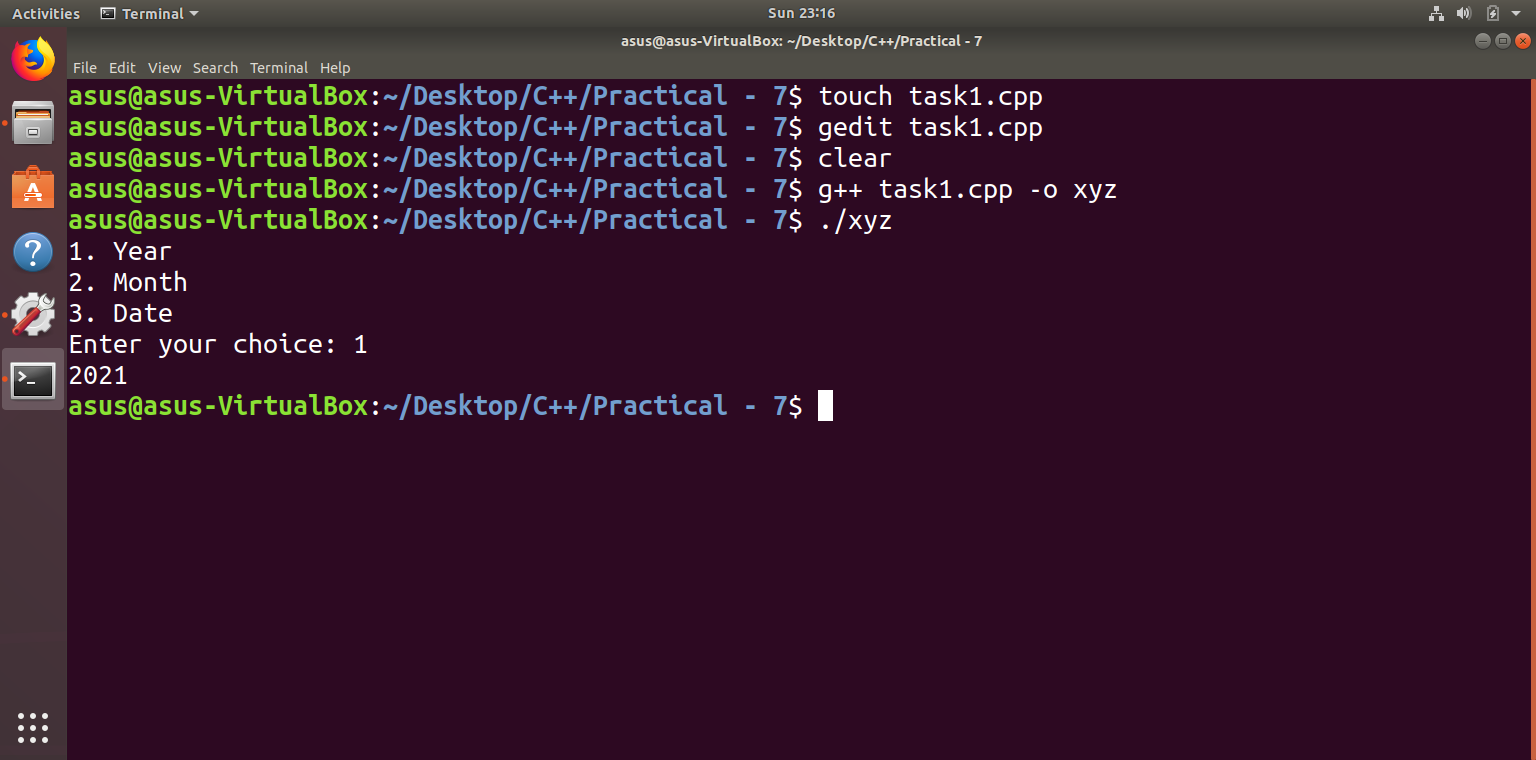 Activities Terminal Sun 23:16
asus@asus-VirtualBox: ~/Desktop/C++/Practical - 7
File Edit View Search Terminal Help
asus@asus-VirtualBox:~/Desktop/C++/Practical - 7$ touch task1.cpp
asus@asus-VirtualBox:~/Desktop/C++/Practical - 7$ gedit task1.cpp
asus@asus-VirtualBox:~/Desktop/C++/Practical - 7$ clear
asus@asus-VirtualBox:~/Desktop/C++/Practical - 7$ g++ task1.cpp -o xyz
asus@asus-VirtualBox:~/Desktop/C++/Practical - 7$ ./xyz
1. Year
2. Month
3. Date
Enter your choice: 1
2021
asus@asus-VirtualBox:~/Desktop/C++/Practical - 7$